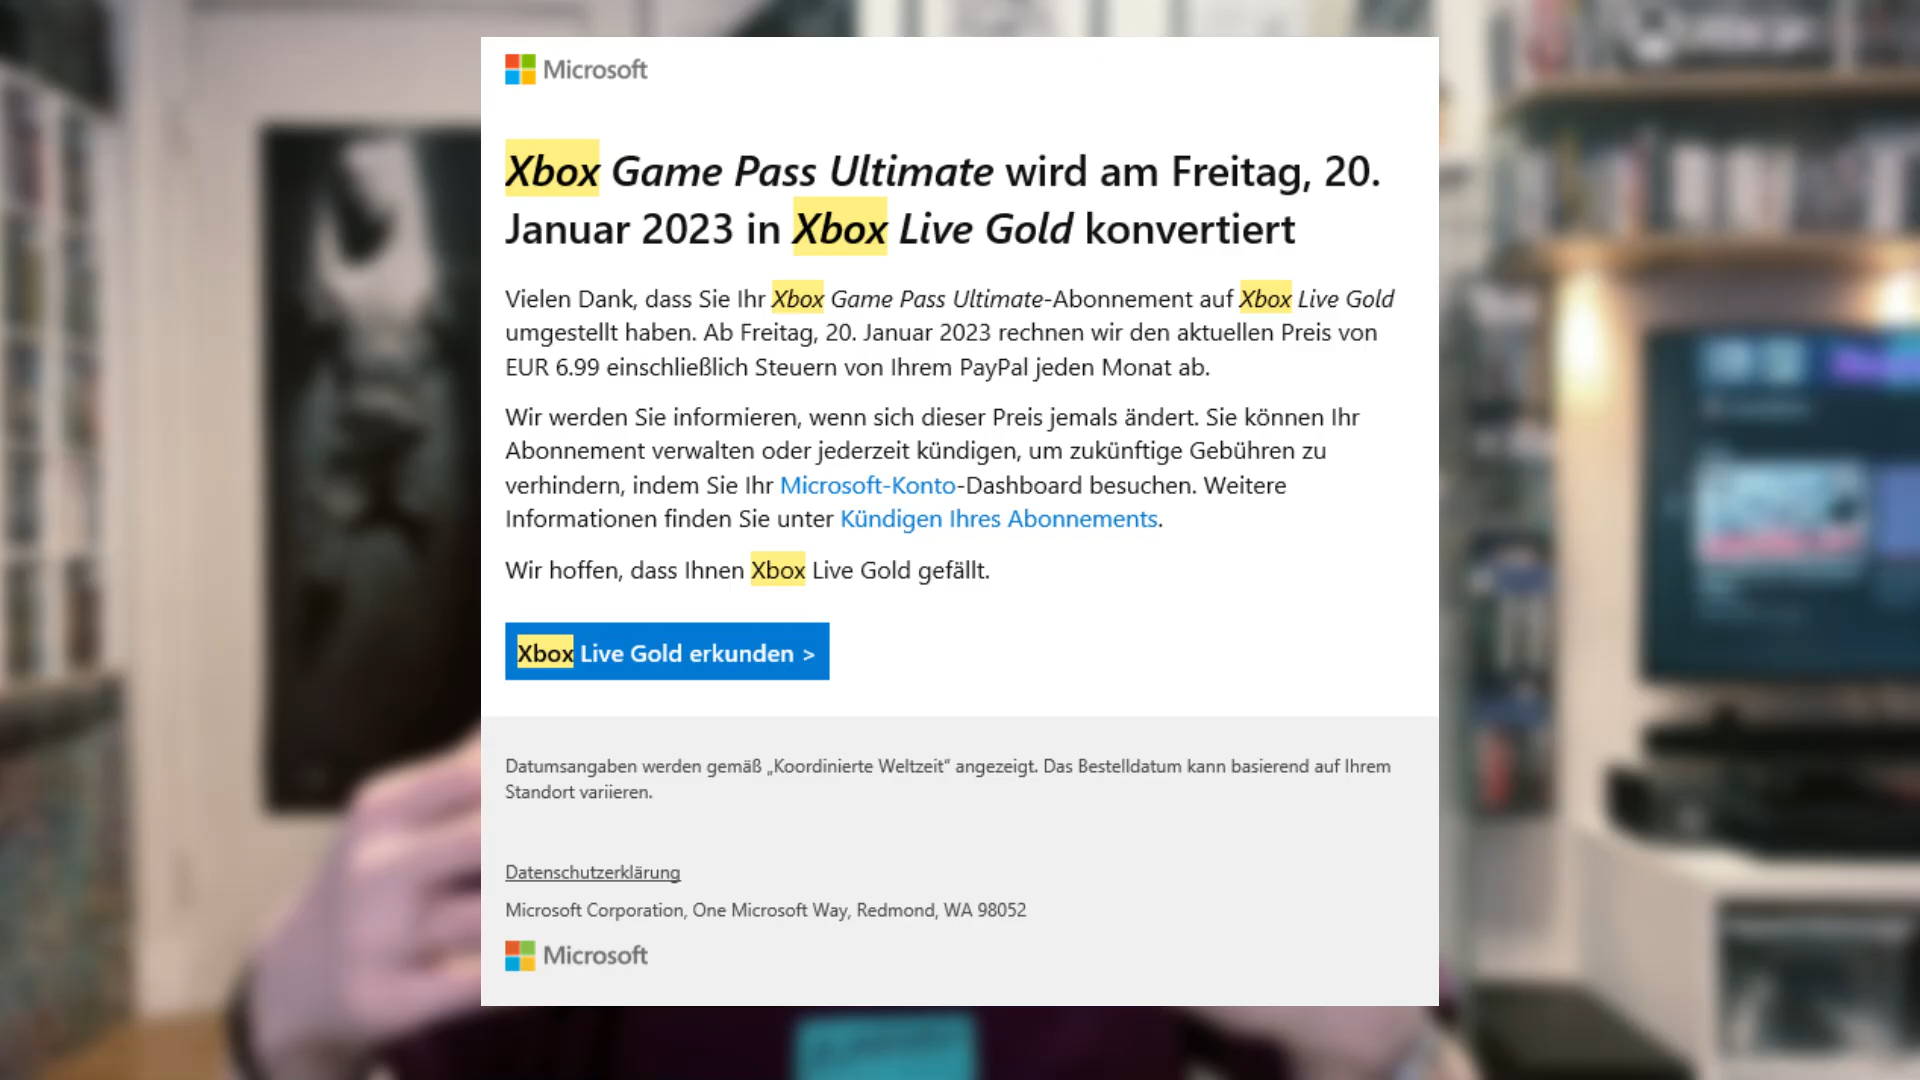 Microsoft
Xbox Game Pass Ultimate wird am Freitag, 20.
Januar 2023 in Xbox Live Gold konvertiert
Vielen Dank, dass Sie Ihr Xbox Game Pass Ultimate-Abonnement auf Xbox Live Gold
umgestellt haben. Ab Freitag, 20. Januar 2023 rechnen wir den aktuellen Preis von
EUR 6.99 einschließlich Steuern von Ihrem PayPal jeden Monat ab.
Wir werden Sie informieren, wenn sich dieser Preis jemals ändert. Sie können Ihr
Abonnement verwalten oder jederzeit kündigen, um zukünftige Gebühren zu
verhindern, indem Sie Ihr Microsoft-Konto-Dashboard besuchen. Weitere
Informationen finden Sie unter Kündigen Ihres Abonnements.
Wir hoffen, dass Ihnen Xbox Live Gold gefällt.
Xbox Live Gold erkunden >
Datumsangaben werden gemäß „Koordinierte Weltzeit“ angezeigt. Das Bestelldatum kann basierend auf Ihrem
Standort variieren.
Datenschutzerklärung
Microsoft Corporation, One Microsoft Way, Redmond, WA 98052
Microsoft